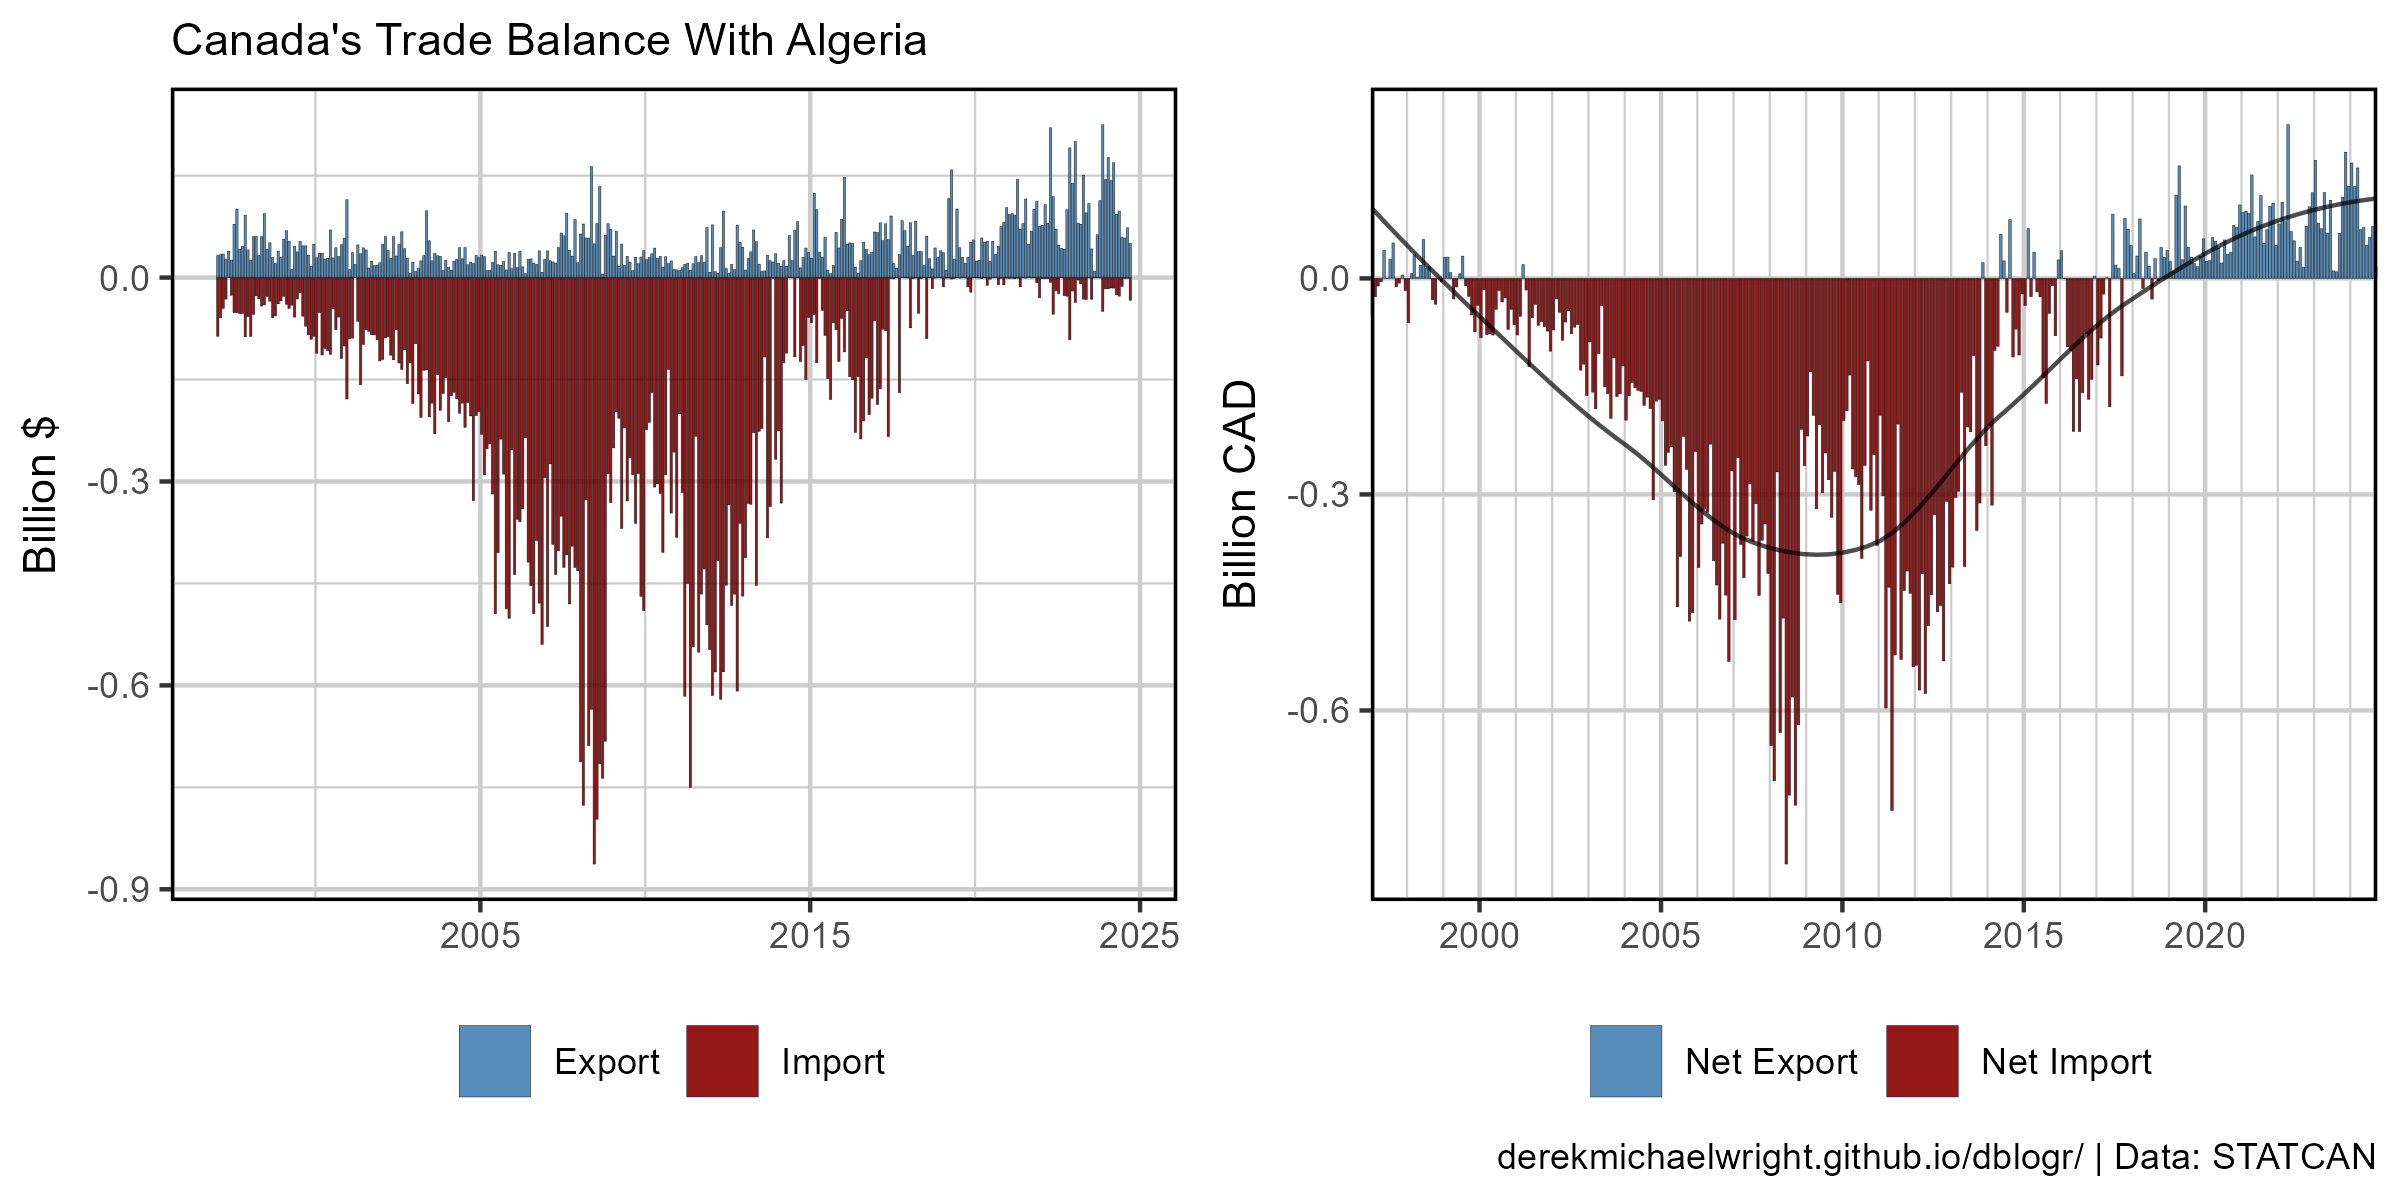 Canada's Trade Balance With Algeria
Billion $
0.0
-0.3
-0.6
-0.9
2005 2015 2025
Export Import
Billion CAD
0.0
-0.3
-0.6
2000 2005 2010 2015 2020
Net Export Net Import
derekmichaelwright.github.io/dblogr/ | Data: STATCAN